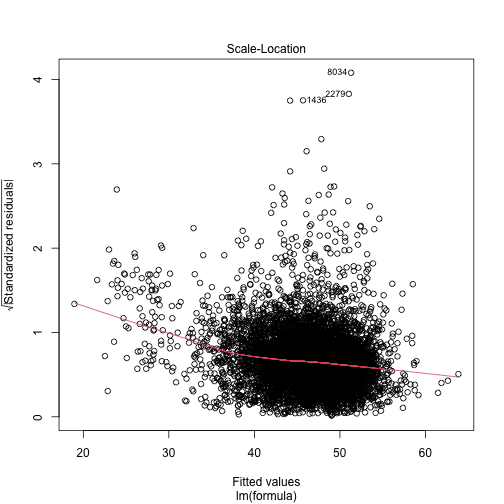 Scale-Location
√|Standardized residuals|
4
3
2
1
0
8034
2279
1436
20 30 40 50 60
Fitted values
lm(formula)